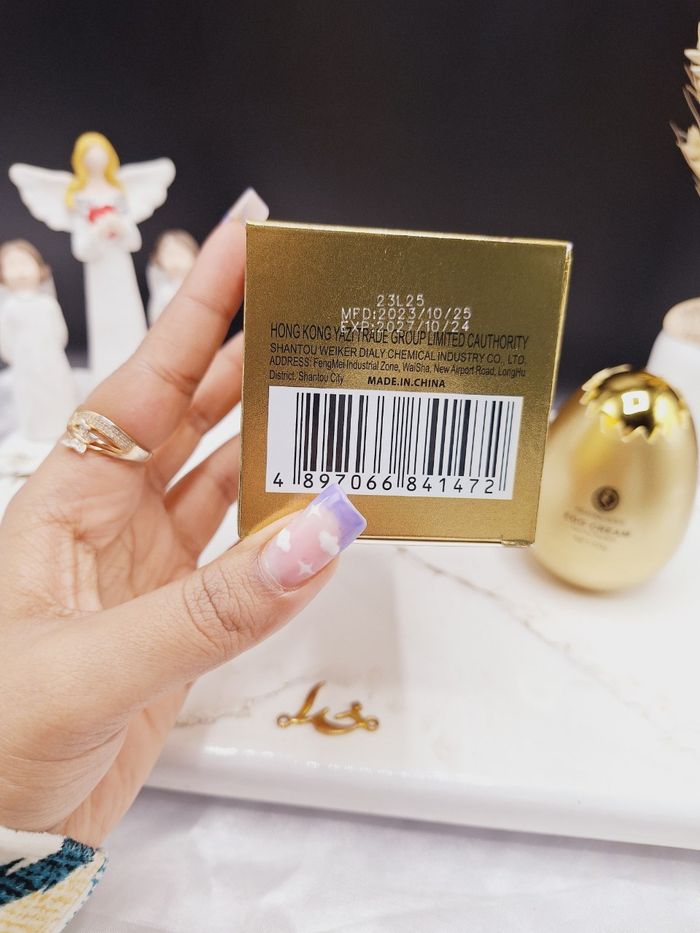 23L25
MFD:2023/10/25
EXP:2027/10/24
HONG KONG YAZI TRADE GROUP LIMITED CAUTHORITY
SHANTOU WEIKER DIALY CHEMICAL INDUSTRY CO., LTD.
ADDRESS: FengMei Industrial Zone, WaiSha, New Airport Road, LongHu
District, Shantou City. MADE.IN.CHINA
4 897066 841472
EGG CREAM